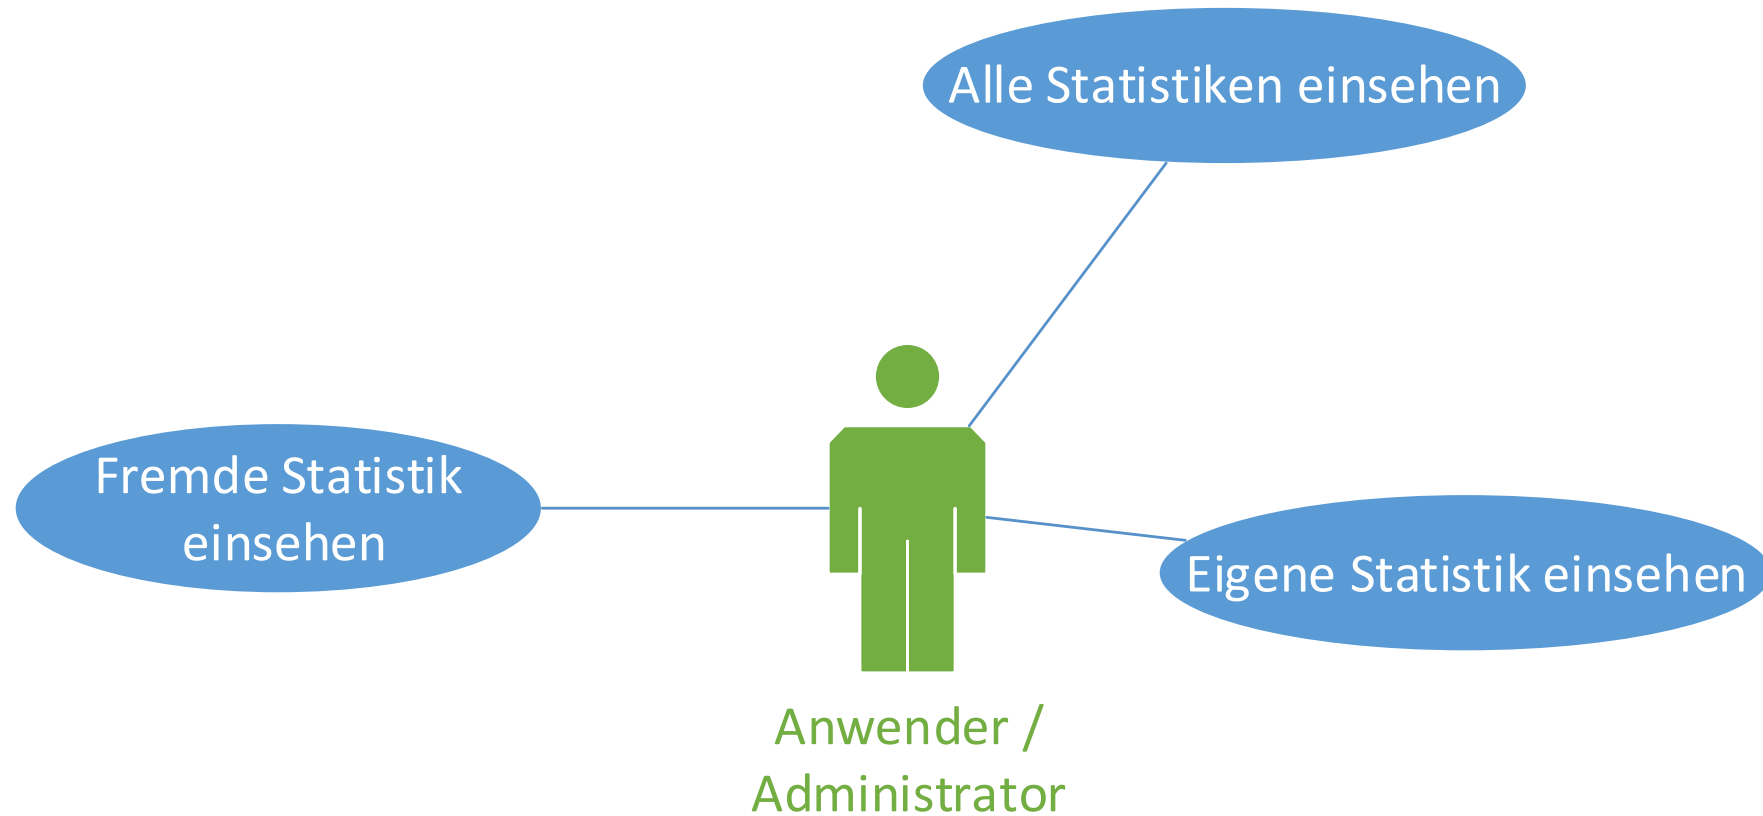 Alle Statistiken einsehen
Fremde Statistik
einsehen
Eigene Statistik einsehen
Anwender /
Administrator